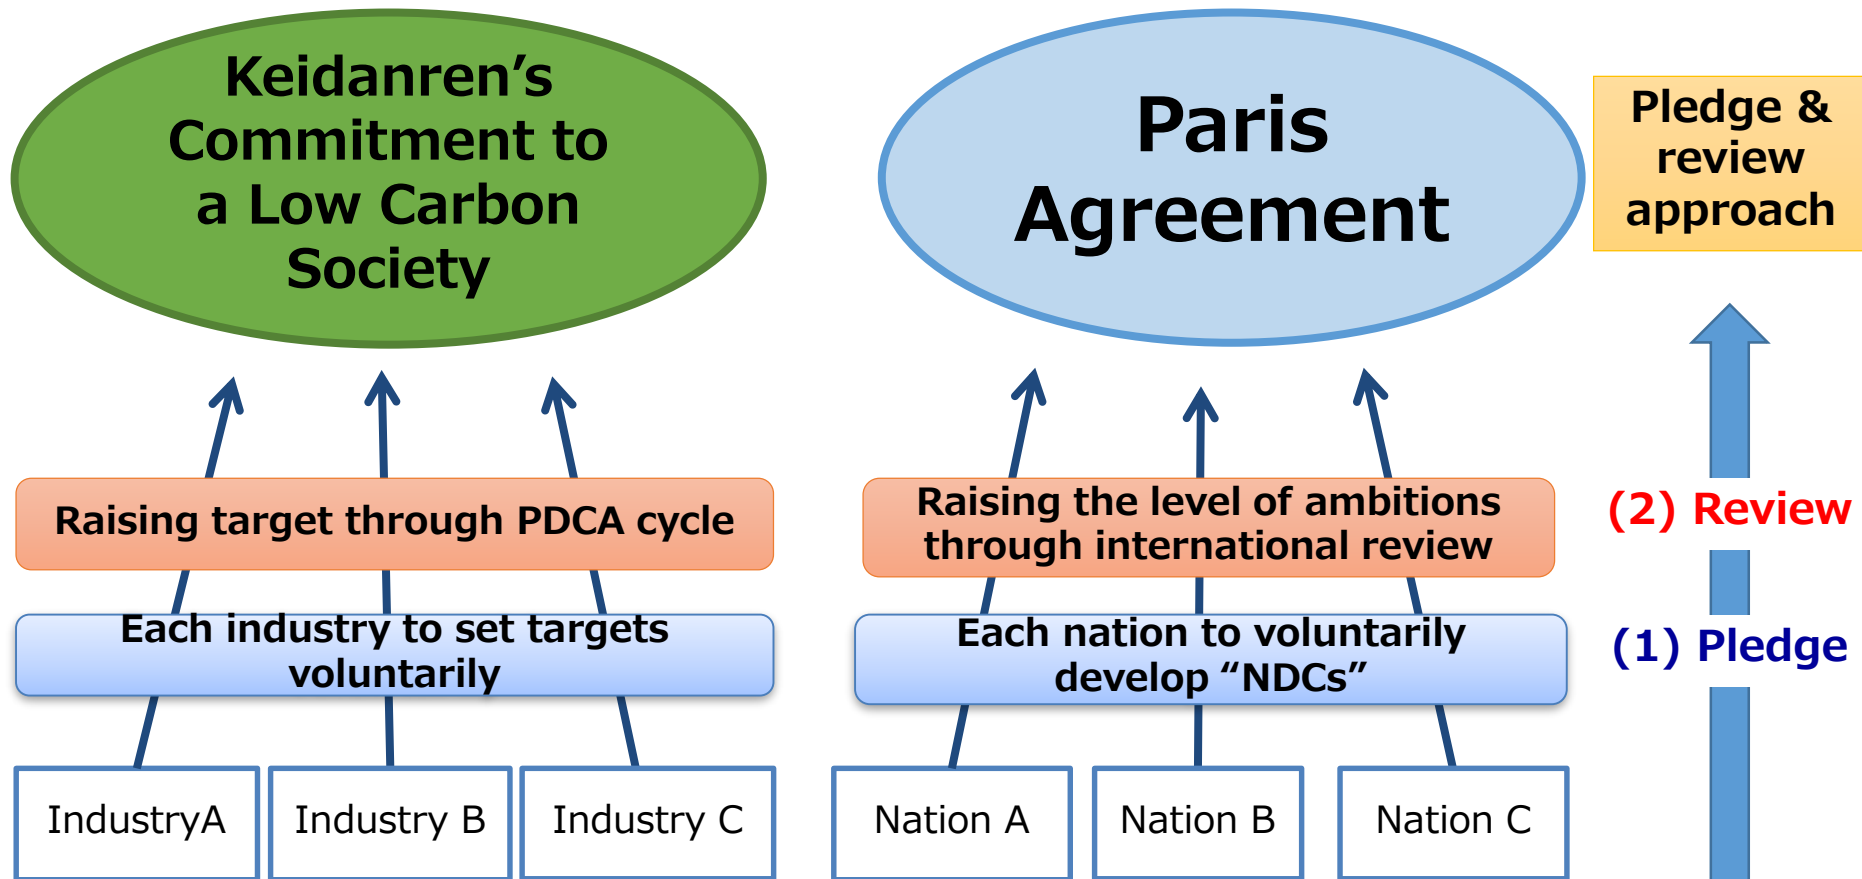 Keidanren’s
Commitment to
a Low Carbon
Society
Paris
Agreement
Pledge &
review
approach
Raising target through PDCA cycle
Raising the level of ambitions
through international review
(2) Review
Each industry to set targets
voluntarily
Each nation to voluntarily
develop “NDCs”
(1) Pledge
IndustryA
Industry B
Industry C
Nation A
Nation B
Nation C